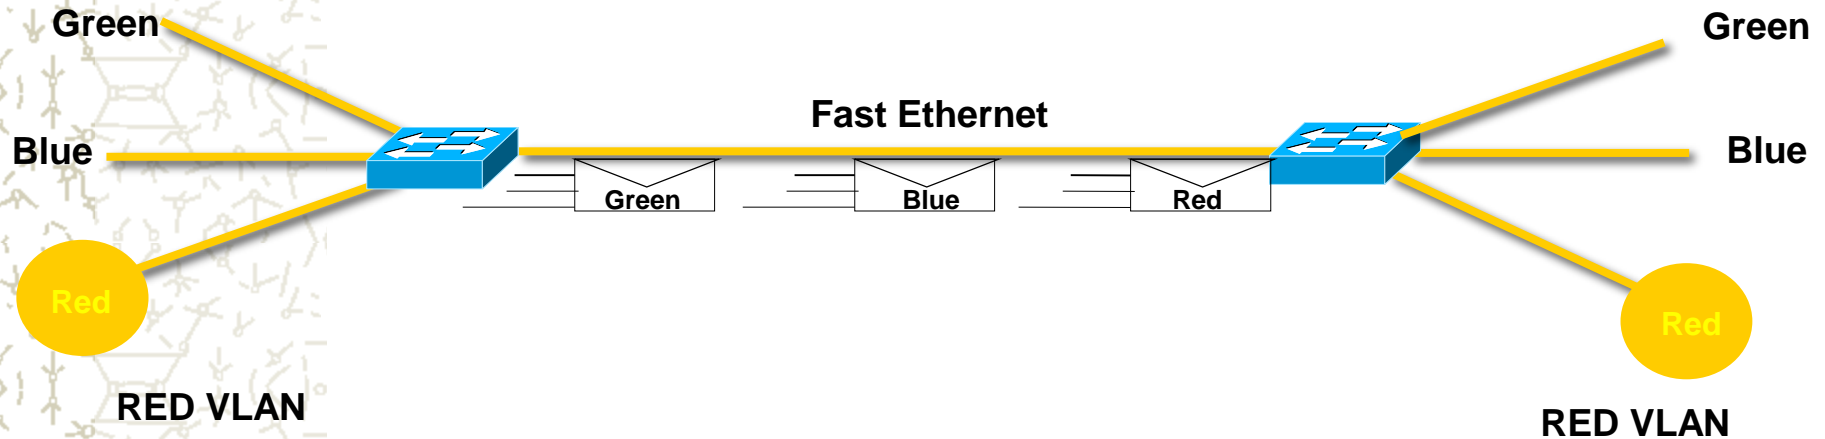 Green
Green
Fast Ethernet
Blue
Blue
Green
Blue
Red
Red
Red
RED VLAN
RED VLAN